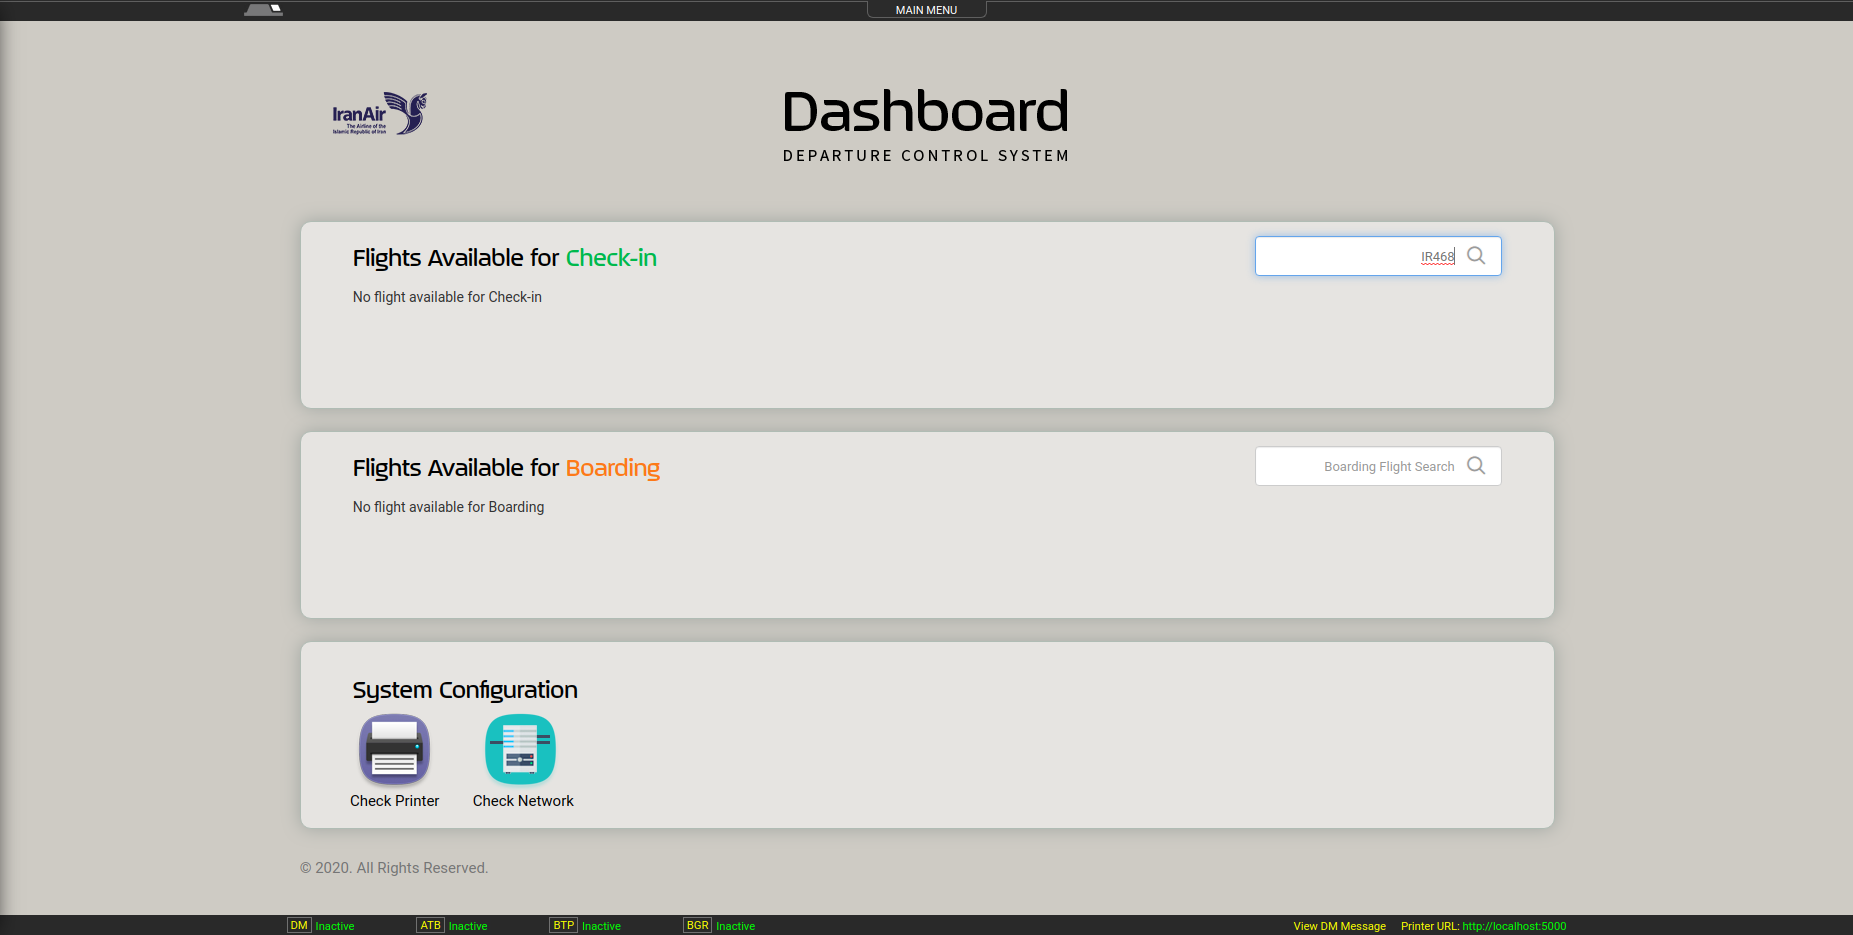 MAIN MENU
IranAir
The Airline of the
Islamic Republic of Iran
Dashboard
DEPARTURE CONTROL SYSTEM
Flights Available for Check-in
IR468
No flight available for Check-in
Flights Available for Boarding
Boarding Flight Search
No flight available for Boarding
System Configuration
Check Printer
Check Network
© 2020. All Rights Reserved.
DM Inactive ATB Inactive BTP Inactive BGR Inactive View DM Message Printer URL: http://localhost:5000